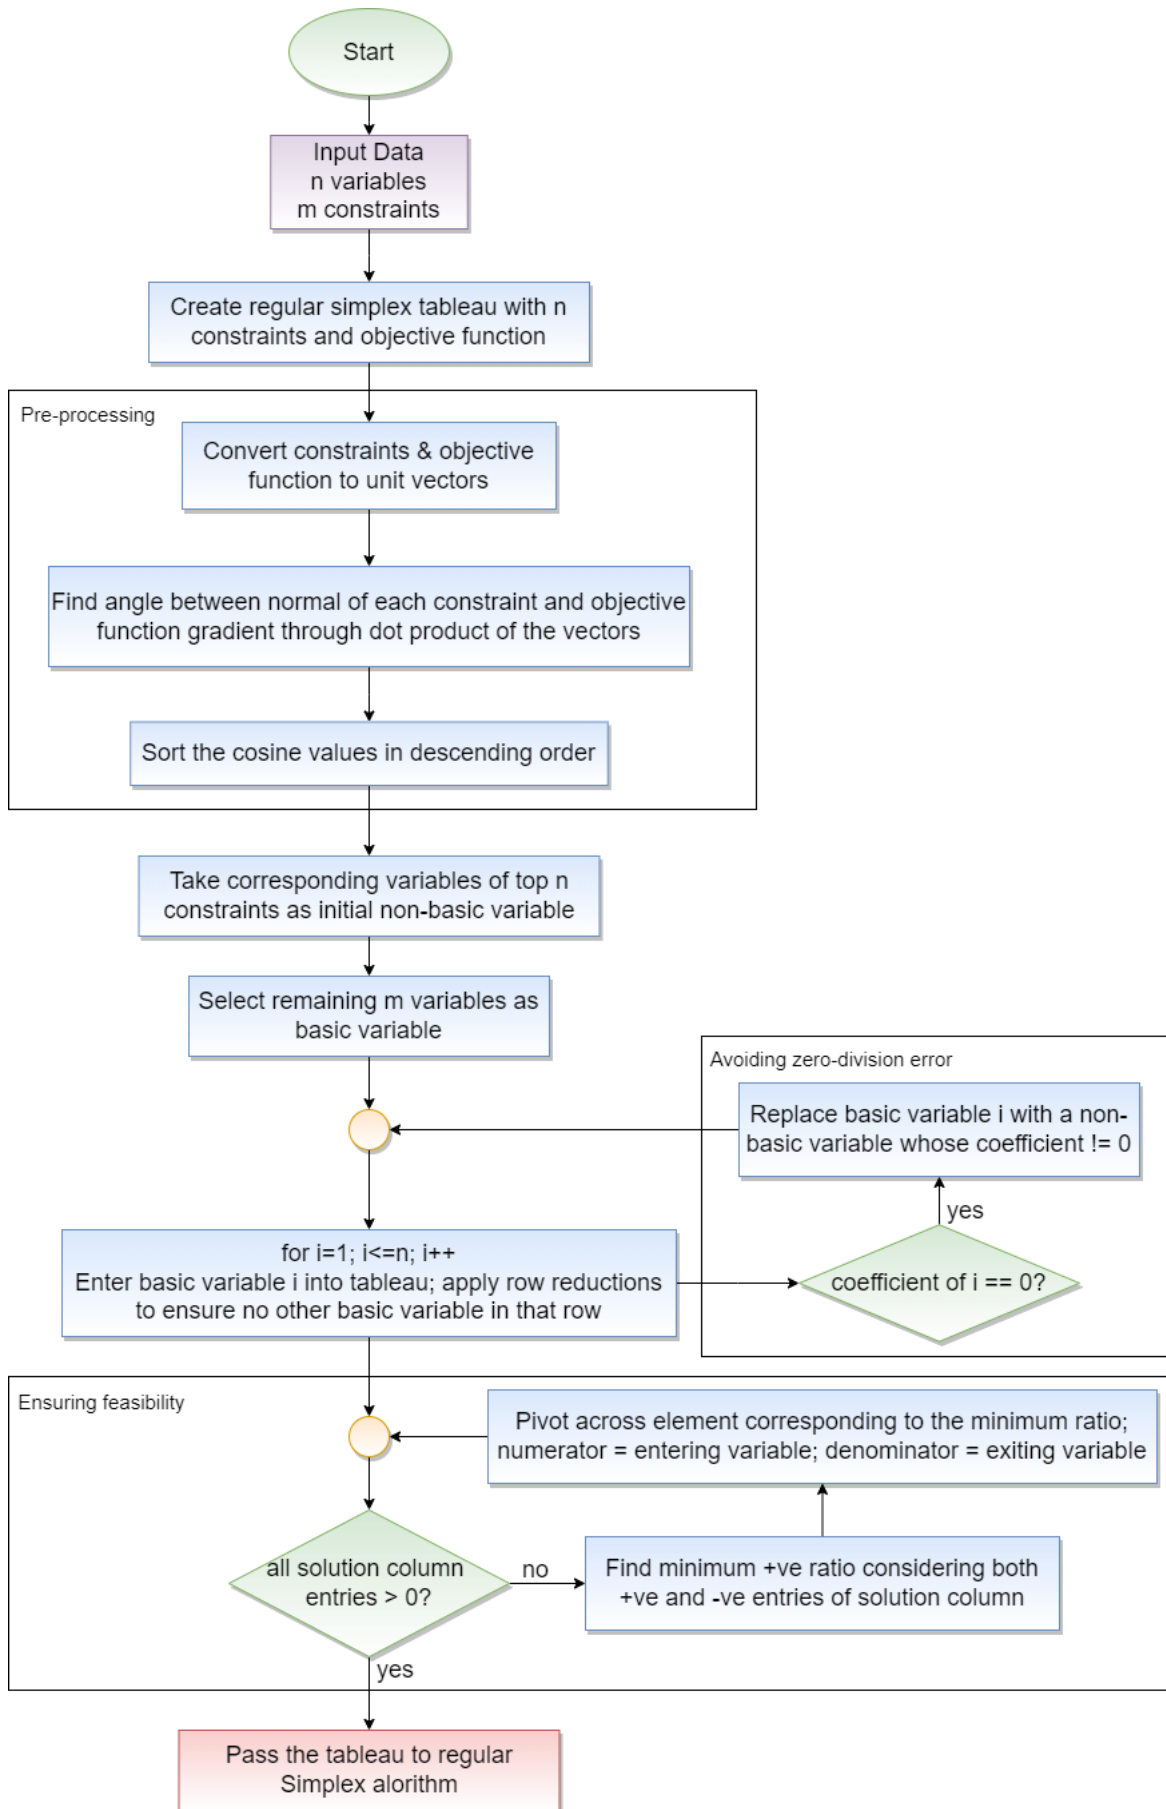 Start
Input Data
n variables
m constraints
Create regular simplex tableau with n
constraints and objective function
Pre-processing
Convert constraints & objective
function to unit vectors
Find angle between normal of each constraint and objective
function gradient through dot product of the vectors
Sort the cosine values in descending order
Take corresponding variables of top n
constraints as initial non-basic variable
Select remaining m variables as
basic variable
Avoiding zero-division error
Replace basic variable i with a non-
basic variable whose coefficient != 0
yes
for i=1; i<=n; i++
Enter basic variable i into tableau; apply row reductions
to ensure no other basic variable in that row
coefficient of i == 0?
Ensuring feasibility
Pivot across element corresponding to the minimum ratio;
numerator = entering variable; denominator = exiting variable
all solution column
entries > 0?
no
Find minimum +ve ratio considering both
+ve and -ve entries of solution column
yes
Pass the tableau to regular
Simplex alorithm